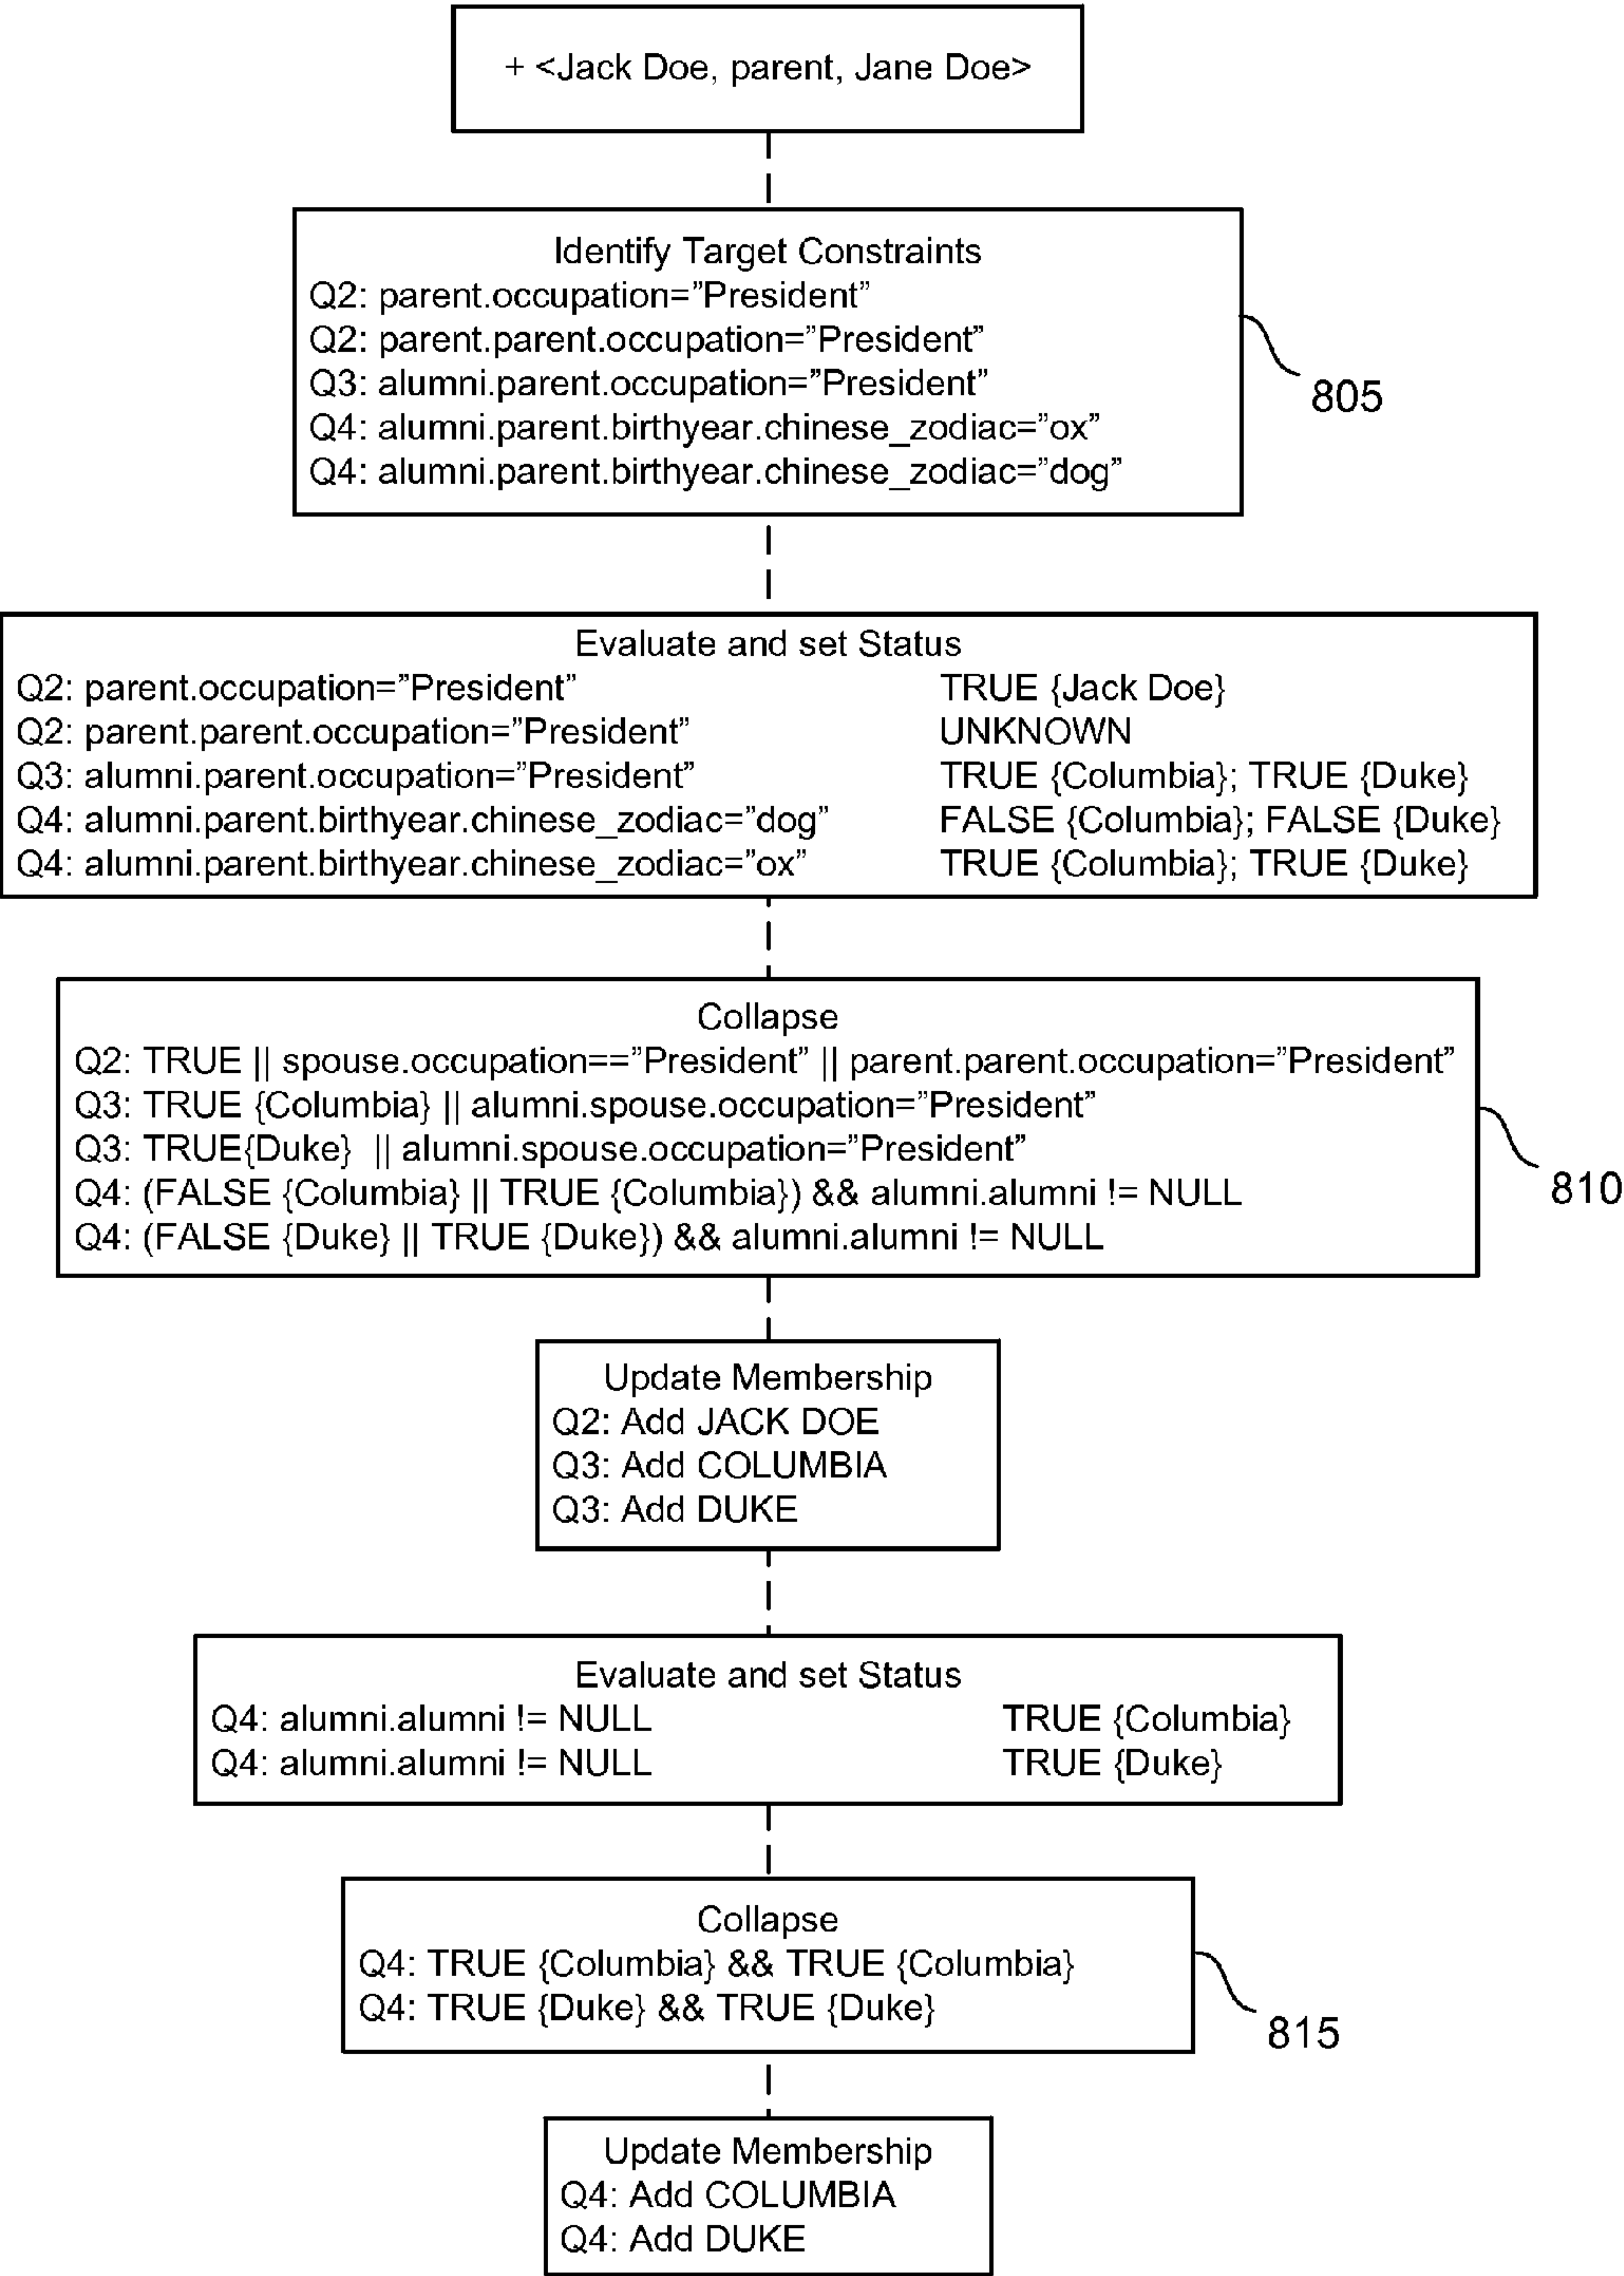 + <Jack Doe, parent, Jane Doe>
Identify Target Constraints
Q2: parent.occupation=”President”
Q2: parent.parent.occupation=”President”
Q3: alumni.parent.occupation=”President”
Q4: alumni.parent.birthyear.chinese_zodiac=”ox”
Q4: alumni.parent.birthyear.chinese_zodiac=”dog”
805
Evaluate and set Status
Q2: parent.occupation=”President” TRUE {Jack Doe}
Q2: parent.parent.occupation=”President” UNKNOWN
Q3: alumni.parent.occupation=”President” TRUE {Columbia}; TRUE {Duke}
Q4: alumni.parent.birthyear.chinese_zodiac=”dog” FALSE {Columbia}; FALSE {Duke}
Q4: alumni.parent.birthyear.chinese_zodiac=”ox” TRUE {Columbia}; TRUE {Duke}
Collapse
Q2: TRUE || spouse.occupation==”President” || parent.parent.occupation=”President”
Q3: TRUE {Columbia} || alumni.spouse.occupation=”President”
Q3: TRUE{Duke} || alumni.spouse.occupation=”President”
Q4: (FALSE {Columbia} || TRUE {Columbia}) && alumni.alumni != NULL
Q4: (FALSE {Duke} || TRUE {Duke}) && alumni.alumni != NULL
810
Update Membership
Q2: Add JACK DOE
Q3: Add COLUMBIA
Q3: Add DUKE
Evaluate and set Status
Q4: alumni.alumni != NULL TRUE {Columbia}
Q4: alumni.alumni != NULL TRUE {Duke}
Collapse
Q4: TRUE {Columbia} && TRUE {Columbia}
Q4: TRUE {Duke} && TRUE {Duke}
815
Update Membership
Q4: Add COLUMBIA
Q4: Add DUKE